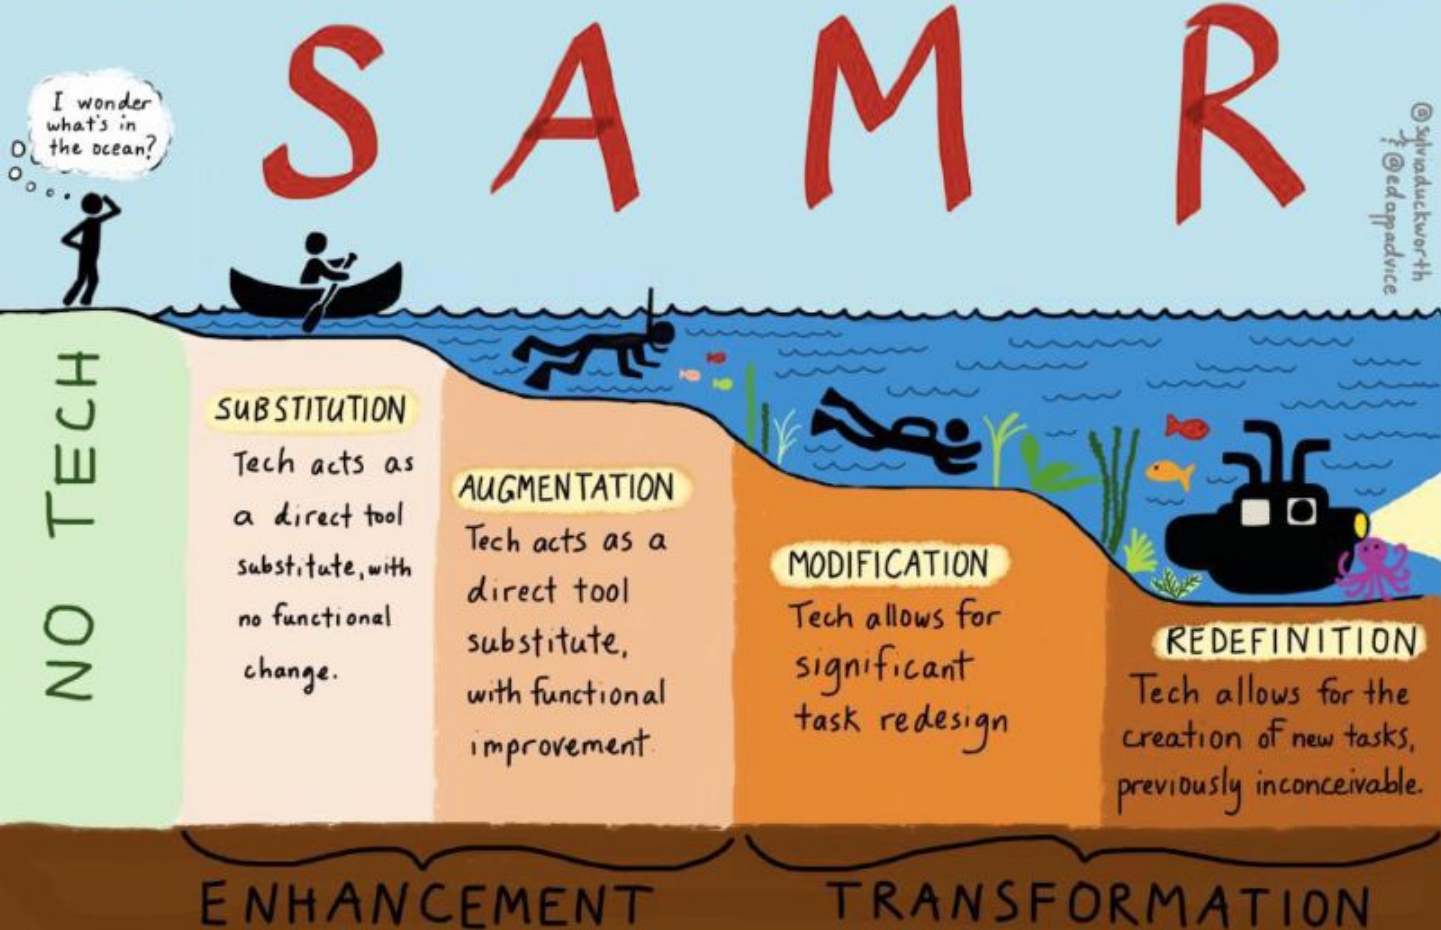 S A M R
I wonder
what's in
the ocean?
@sylviaduckworth
& @edappadvice
NO TECH
SUBSTITUTION
Tech acts as
a direct tool
substitute, with
no functional
change.
AUGMENTATION
Tech acts as a
direct tool
substitute,
with functional
improvement
MODIFICATION
Tech allows for
significant
task redesign
REDEFINITION
Tech allows for the
creation of new tasks,
previously inconceivable.
ENHANCEMENT
TRANSFORMATION